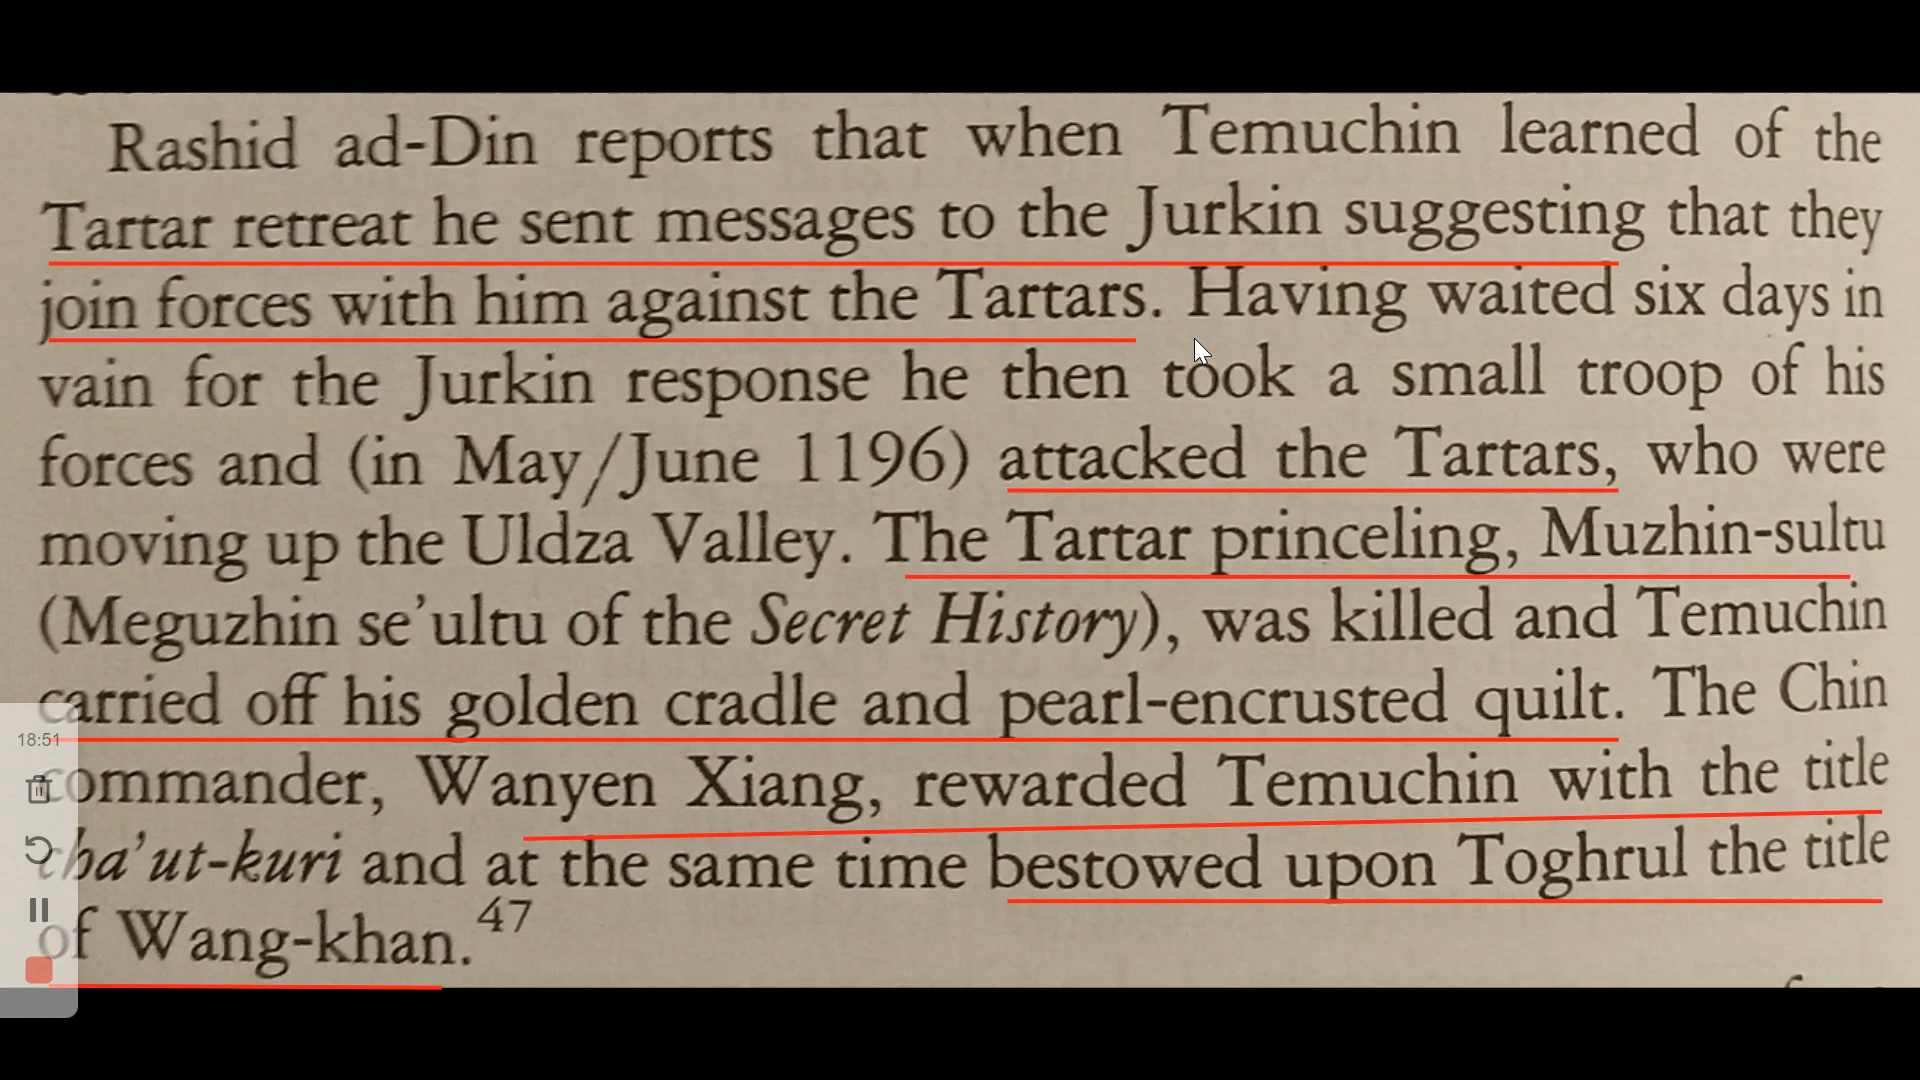 Rashid ad-Din reports that when Temuchin learned of the
Tartar retreat he sent messages to the Jurkin suggesting that they
join forces with him against the Tartars. Having waited six days in
vain for the Jurkin response he then took a small troop of his
forces and (in May/June 1196) attacked the Tartars, who were
moving up the Uldza Valley. The Tartar princeling, Muzhin-sultu
(Meguzhin se’ultu of the Secret History), was killed and Temuchin
carried off his golden cradle and pearl-encrusted quilt. The Chin
commander, Wanyen Xiang, rewarded Temuchin with the title
cha’ut-kuri and at the same time bestowed upon Toghrul the title
of Wang-khan.47
18:51